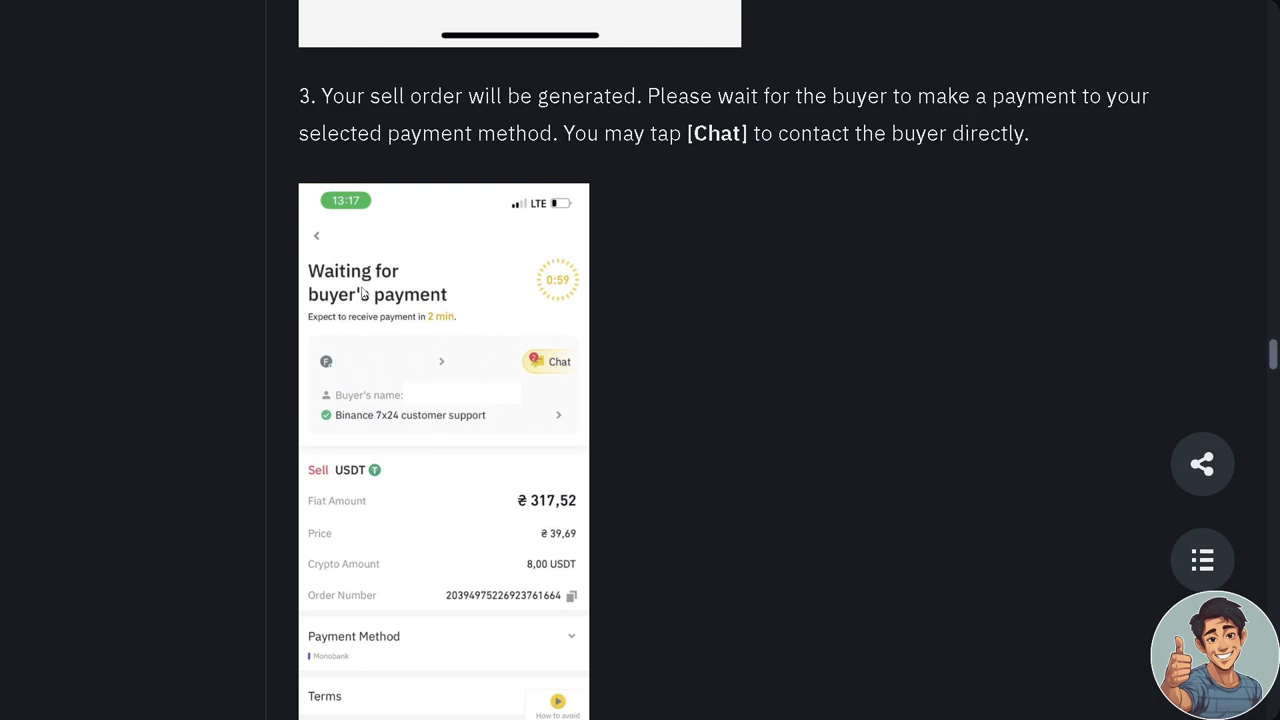 3. Your sell order will be generated. Please wait for the buyer to make a payment to your
selected payment method. You may tap [Chat] to contact the buyer directly.
13:17
LTE
Waiting for
buyer's payment
0:59
Expect to receive payment in 2 min.
F
2
Chat
Buyer's name:
Binance 7x24 customer support
Sell USDT T
Fiat Amount ₴ 317,52
Price ₴ 39,69
Crypto Amount 8,00 USDT
Order Number 20394975226923761664
Payment Method
Monobank
Terms
How to avoid